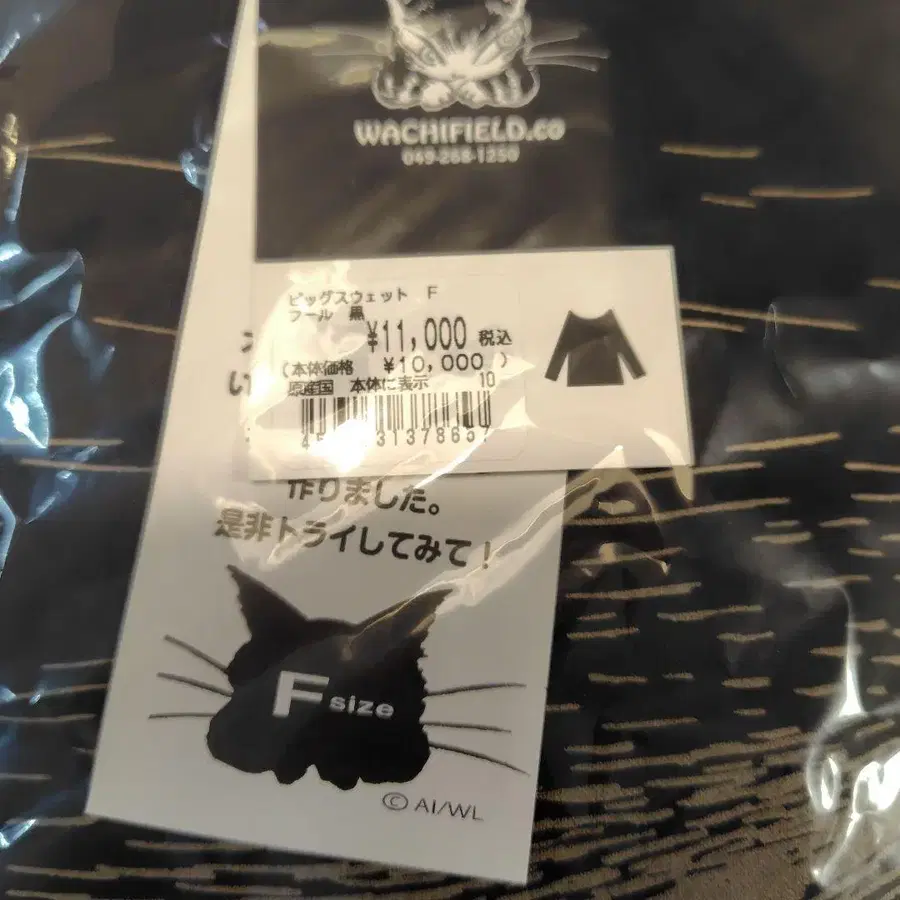 WACHIFIELD.co
049-268-1250
ビッグスウェット F
フール 黒
¥11,000 税込
(本体価格 ¥10,000)
原産国 本体に表示 10
い
作りました。
是非トライしてみて!
F size
© AI/WL